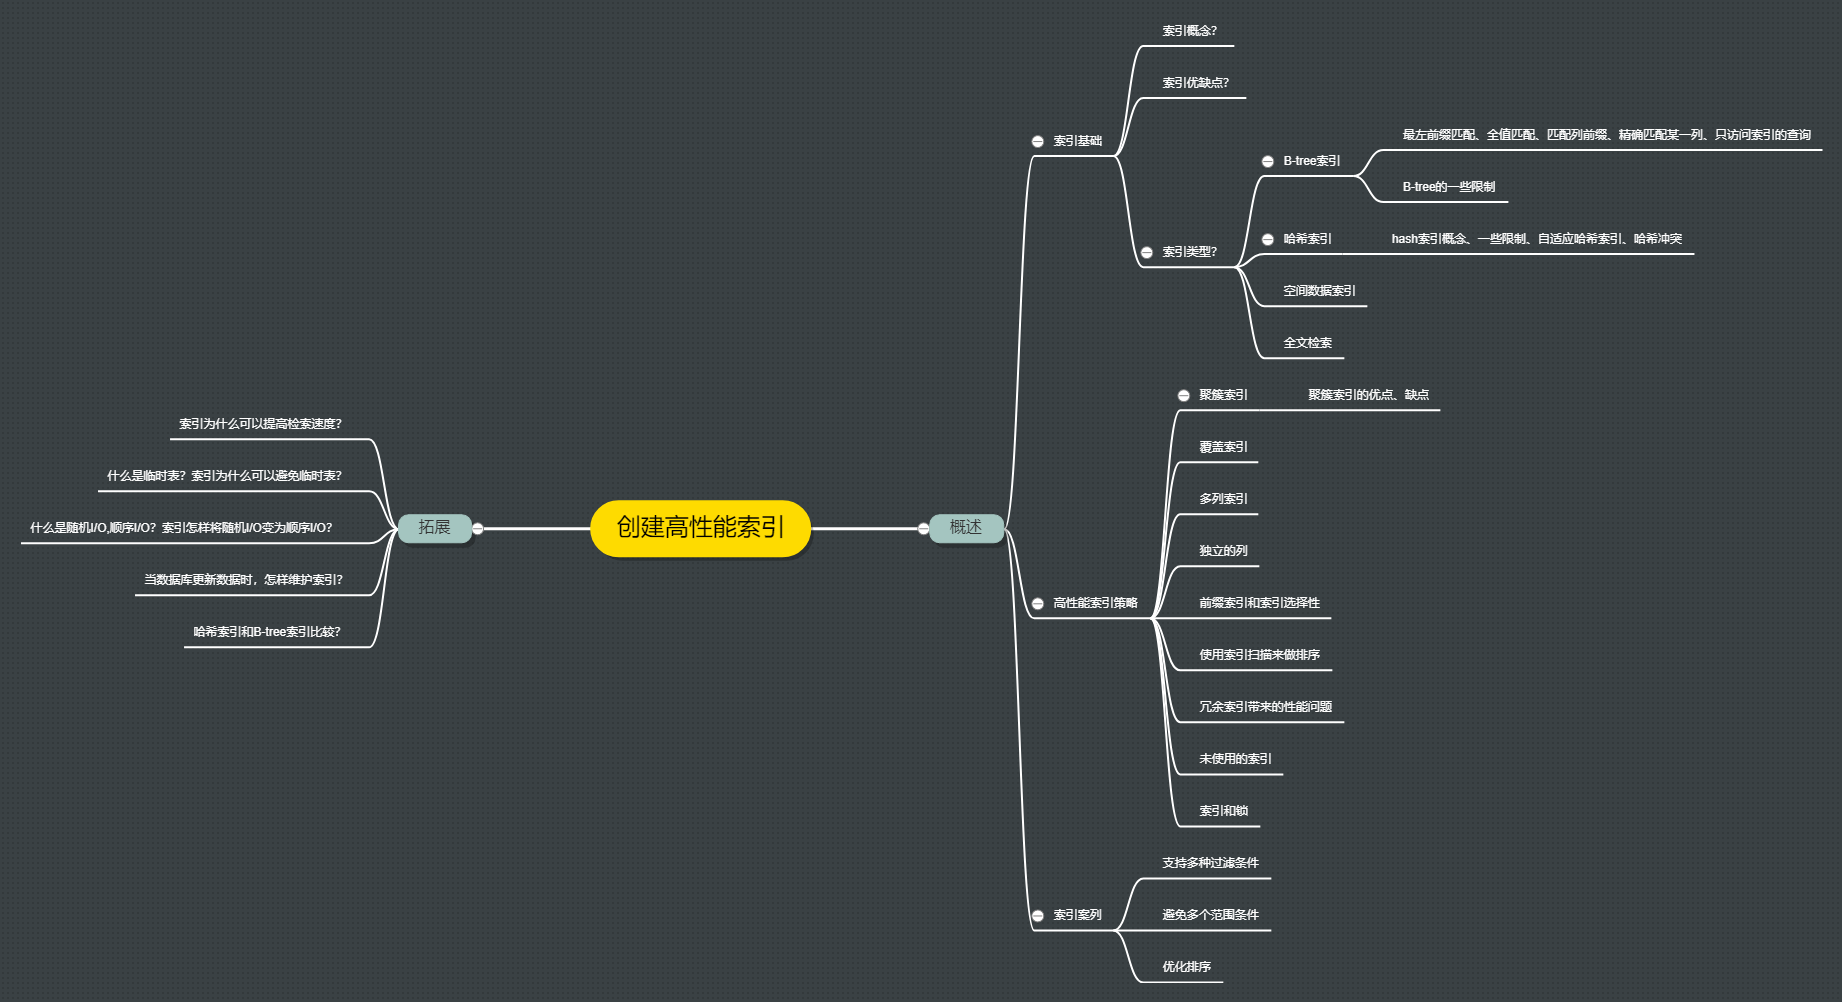 创建高性能索引
概述
索引基础
索引概念?
索引优缺点?
索引类型?
B-tree索引
最左前缀匹配、全值匹配、匹配列前缀、精确匹配某一列、只访问索引的查询
B-tree的一些限制
哈希索引
hash索引概念、一些限制、自适应哈希索引、哈希冲突
空间数据索引
全文检索
高性能索引策略
聚簇索引
聚簇索引的优点、缺点
覆盖索引
多列索引
独立的列
前缀索引和索引选择性
使用索引扫描来做排序
冗余索引带来的性能问题
未使用的索引
索引和锁
索引案列
支持多种过滤条件
避免多个范围条件
优化排序
拓展
索引为什么可以提高检索速度?
什么是临时表？索引为什么可以避免临时表?
什么是随机I/O,顺序I/O？索引怎样将随机I/O变为顺序I/O?
当数据库更新数据时，怎样维护索引?
哈希索引和B-tree索引比较?